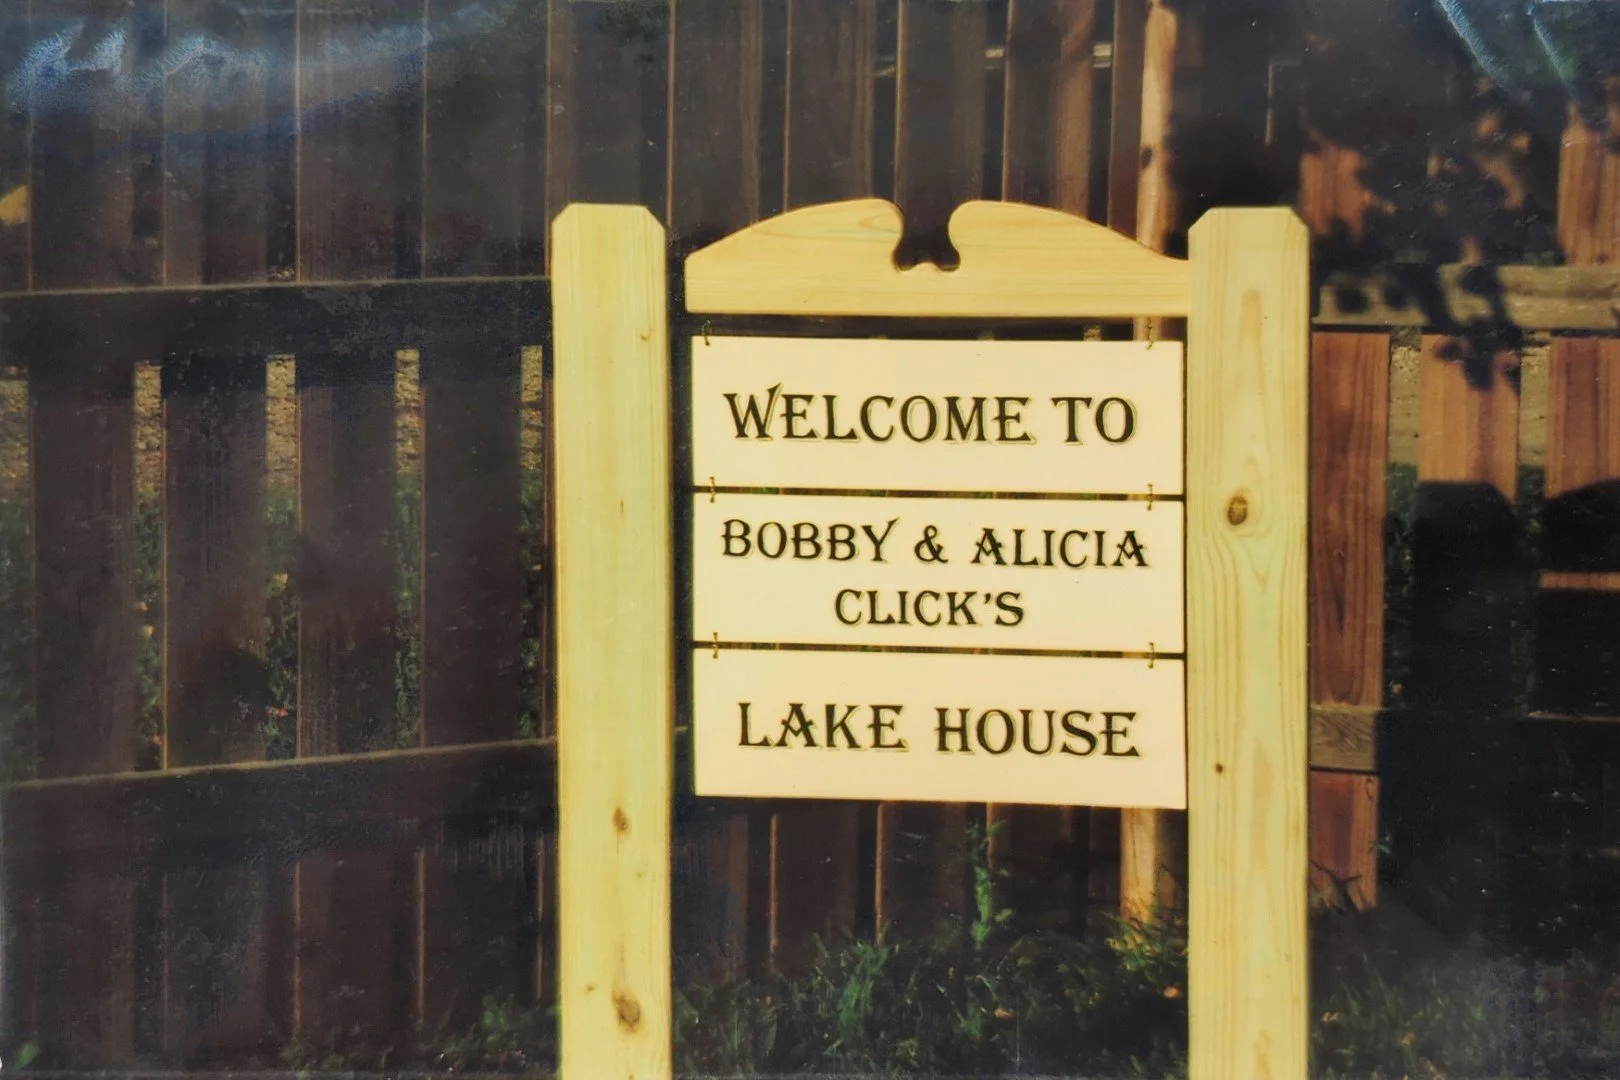 WELCOME TO
BOBBY & ALICIA
CLICK'S
LAKE HOUSE